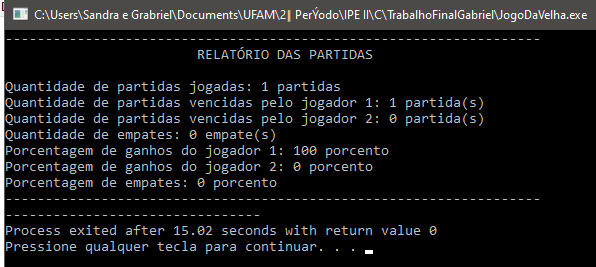 C:\Users\Sandra e Grabriel\Documents\UFAM\2‖ PerÝodo\IPE II\C\TrabalhoFinalGabriel\JogoDaVelha.exe
-------------------------------------------------------------------
RELATÓRIO DAS PARTIDAS
Quantidade de partidas jogadas: 1 partidas
Quantidade de partidas vencidas pelo jogador 1: 1 partida(s)
Quantidade de partidas vencidas pelo jogador 2: 0 partida(s)
Quantidade de empates: 0 empate(s)
Porcentagem de ganhos do jogador 1: 100 porcento
Porcentagem de ganhos do jogador 2: 0 porcento
Porcentagem de empates: 0 porcento
-------------------------------------------------------------------
--------------------------------
Process exited after 15.02 seconds with return value 0
Pressione qualquer tecla para continuar. . .